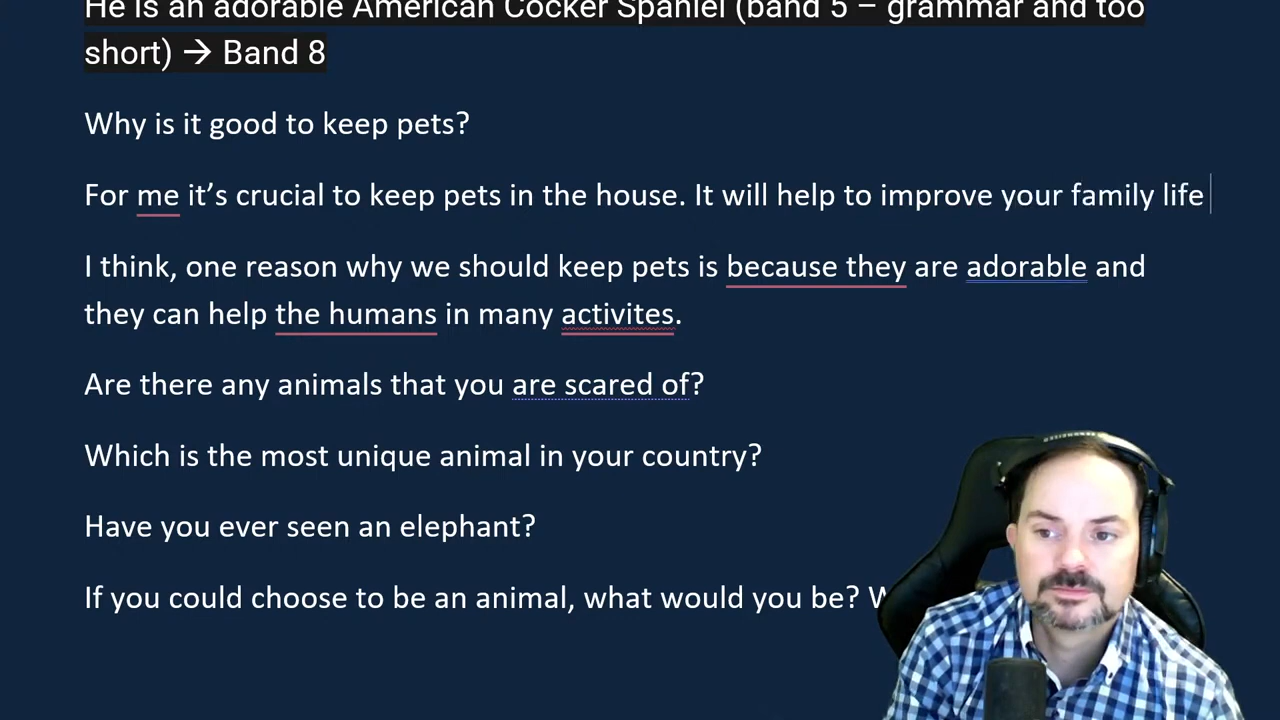 He is an adorable American Cocker Spaniel (band 5 – grammar and too
short) → Band 8
Why is it good to keep pets?
For me it’s crucial to keep pets in the house. It will help to improve your family life
I think, one reason why we should keep pets is because they are adorable and
they can help the humans in many activites.
Are there any animals that you are scared of?
Which is the most unique animal in your country?
Have you ever seen an elephant?
If you could choose to be an animal, what would you be?